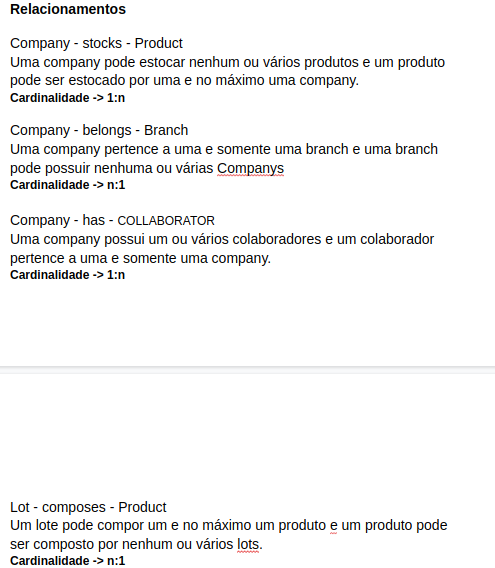 Relacionamentos
Company - stocks - Product
Uma company pode estocar nenhum ou vários produtos e um produto
pode ser estocado por uma e no máximo uma company.
Cardinalidade -> 1:n
Company - belongs - Branch
Uma company pertence a uma e somente uma branch e uma branch
pode possuir nenhuma ou várias Companys
Cardinalidade -> n:1
Company - has - COLLABORATOR
Uma company possui um ou vários colaboradores e um colaborador
pertence a uma e somente uma company.
Cardinalidade -> 1:n
Lot - composes - Product
Um lote pode compor um e no máximo um produto e um produto pode
ser composto por nenhum ou vários lots.
Cardinalidade -> n:1